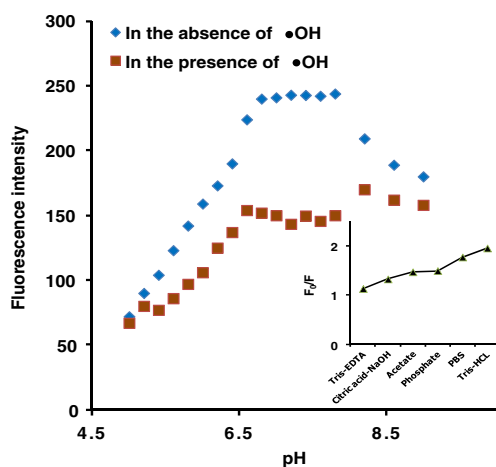 300
250
200
150
100
50
0
4.5
6.5
8.5
Fluorescence intensity
pH
In the absence of ●OH
In the presence of ●OH
2
1
0
F₀/F
Tris-EDTA
Citric acid-NaOH
Acetate
Phosphate
PBS
Tris-HCL